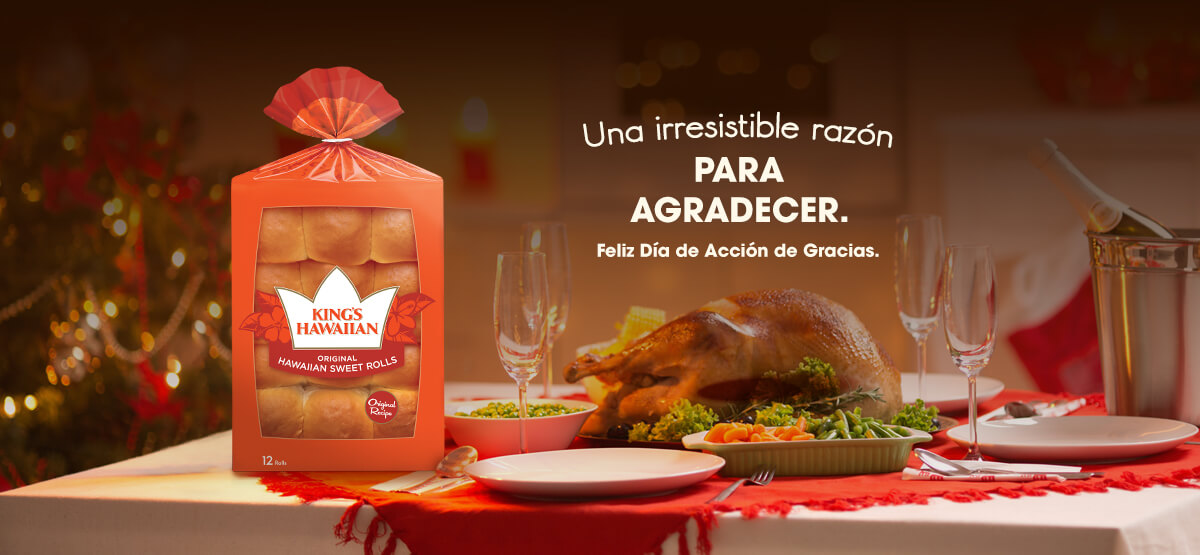 Una irresistible razón
PARA
AGRADECER.
Feliz Día de Acción de Gracias.
KING'S
HAWAIIAN
ORIGINAL
HAWAIIAN SWEET ROLLS
Original
Recipe
12 Rolls